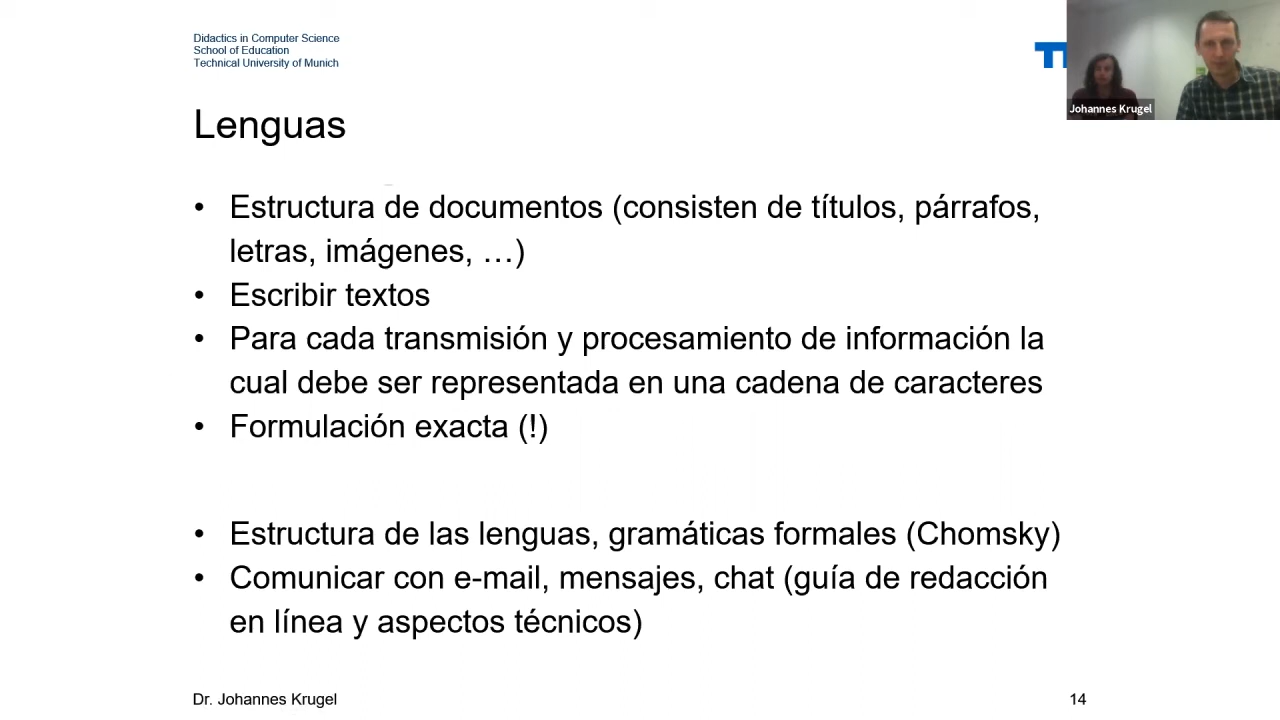 Didactics in Computer Science
School of Education
Technical University of Munich
Johannes Krugel
Lenguas
• Estructura de documentos (consisten de títulos, párrafos,
letras, imágenes, …)
• Escribir textos
• Para cada transmisión y procesamiento de información la
cual debe ser representada en una cadena de caracteres
• Formulación exacta (!)
• Estructura de las lenguas, gramáticas formales (Chomsky)
• Comunicar con e-mail, mensajes, chat (guía de redacción
en línea y aspectos técnicos)
Dr. Johannes Krugel
14